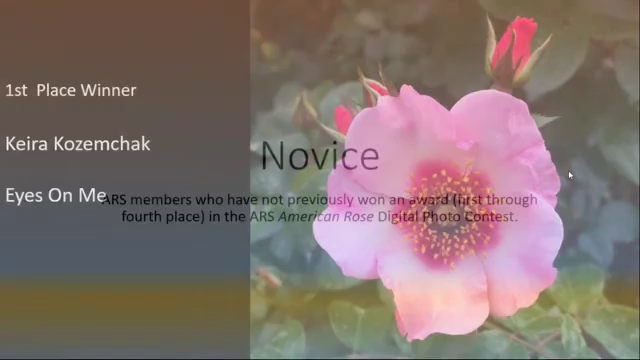 1st Place Winner
Keira Kozemchak
Novice
Eyes On Me
ARS members who have not previously won an award (first through
fourth place) in the ARS American Rose Digital Photo Contest.